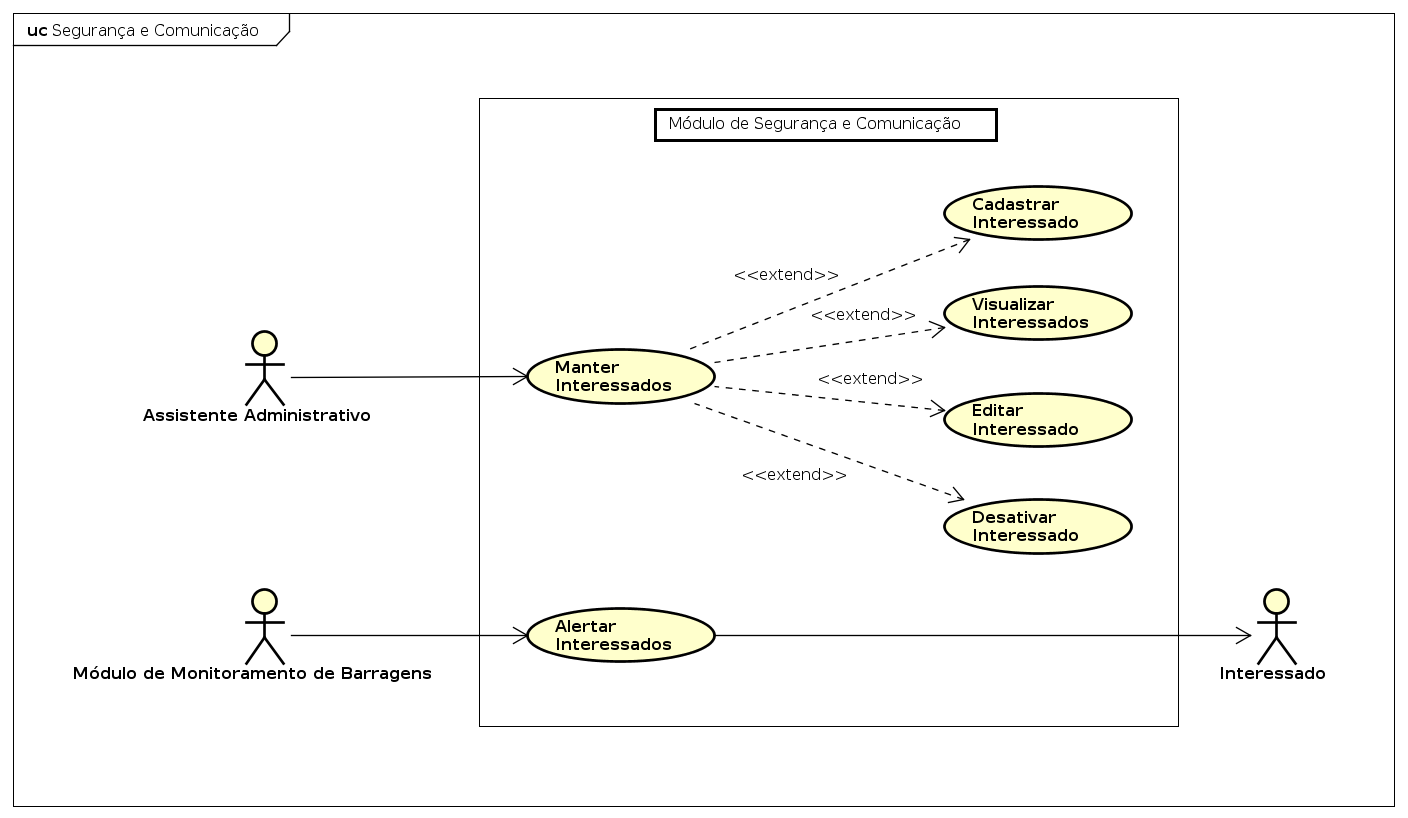 uc Segurança e Comunicação
Módulo de Segurança e Comunicação
Cadastrar
Interessado
<<extend>>
Visualizar
Interessados
<<extend>>
Manter
Interessados
<<extend>>
Editar
Interessado
Assistente Administrativo
<<extend>>
Desativar
Interessado
Alertar
Interessados
Módulo de Monitoramento de Barragens
Interessado